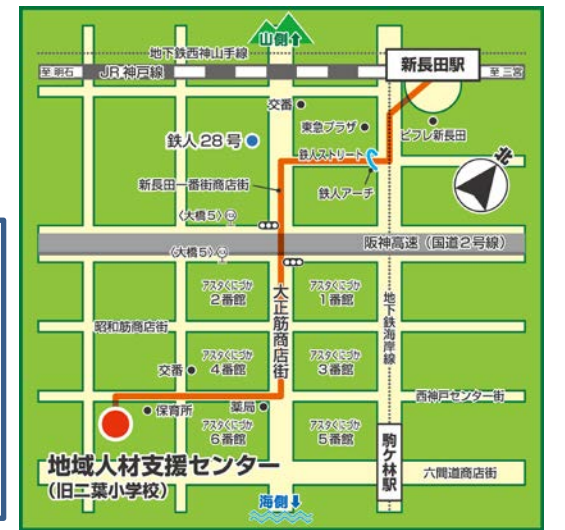 山側↑
地下鉄西神山手線
至 明石
JR 神戸線
新長田駅
至 三宮
交番
東急プラザ
ピフレ新長田
鉄人28号
鉄人ストリート
北
新長田一番街商店街
鉄人アーチ
〈大橋5〉
阪神高速（国道2号線）
〈大橋5〉
アスタくにづか
2番館
大正筋商店街
アスタくにづか
1番館
地下鉄海岸線
昭和筋商店街
交番
アスタくにづか
4番館
アスタくにづか
3番館
西神戸センター街
保育所
薬局
アスタくにづか
6番館
アスタくにづか
5番館
駒ケ林駅
地域人材支援センター
（旧二葉小学校）
六間道商店街
海側↓